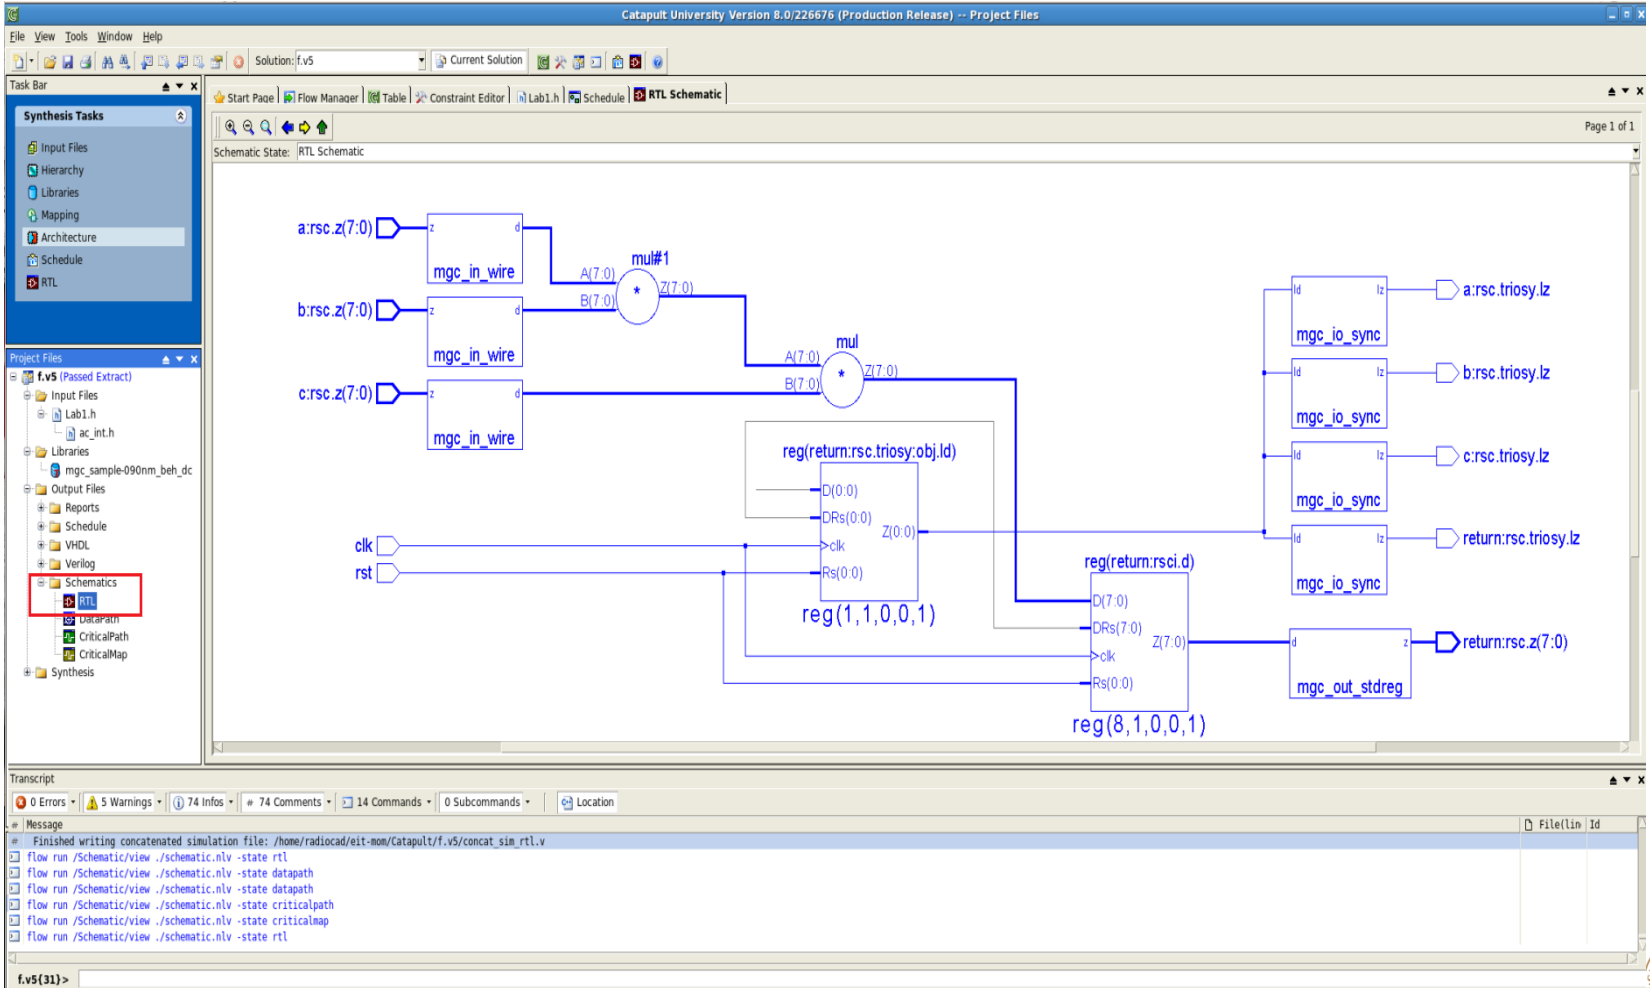 Catapult University Version 8.0/226676 (Production Release) -- Project Files
File View Tools Window Help
Solution: f.v5 Current Solution
Task Bar
Synthesis Tasks
Input Files
Hierarchy
Libraries
Mapping
Architecture
Schedule
RTL
Project Files
f.v5 (Passed Extract)
Input Files
Lab1.h
ac_int.h
Libraries
mgc_sample-090nm_beh_dc
Output Files
Reports
Schedule
VHDL
Verilog
Schematics
RTL
DataPath
CriticalPath
CriticalMap
Synthesis
Start Page Flow Manager Table Constraint Editor Lab1.h Schedule RTL Schematic
Page 1 of 1
Schematic State: RTL Schematic
a:rsc.z(7:0)
z d
mgc_in_wire
b:rsc.z(7:0)
z d
mgc_in_wire
c:rsc.z(7:0)
z d
mgc_in_wire
mul#1
A(7:0)
B(7:0)
*
Z(7:0)
mul
A(7:0)
B(7:0)
*
Z(7:0)
clk
rst
reg(return:rsc.triosy:obj.ld)
D(0:0)
DRs(0:0)
Z(0:0)
clk
Rs(0:0)
reg(1,1,0,0,1)
reg(return:rsci.d)
D(7:0)
DRs(7:0)
Z(7:0)
clk
Rs(0:0)
reg(8,1,0,0,1)
ld lz
mgc_io_sync
a:rsc.triosy.lz
ld lz
mgc_io_sync
b:rsc.triosy.lz
ld lz
mgc_io_sync
c:rsc.triosy.lz
ld lz
mgc_io_sync
return:rsc.triosy.lz
d z
mgc_out_stdreg
return:rsc.z(7:0)
Transcript
0 Errors 5 Warnings 74 Infos # 74 Comments 14 Commands 0 Subcommands Location
# Message File(lin Id
# Finished writing concatenated simulation file: /home/radiocad/eit-mom/Catapult/f.v5/concat_sim_rtl.v
flow run /Schematic/view ./schematic.nlv -state rtl
flow run /Schematic/view ./schematic.nlv -state datapath
flow run /Schematic/view ./schematic.nlv -state datapath
flow run /Schematic/view ./schematic.nlv -state criticalpath
flow run /Schematic/view ./schematic.nlv -state criticalmap
flow run /Schematic/view ./schematic.nlv -state rtl
f.v5{31}>